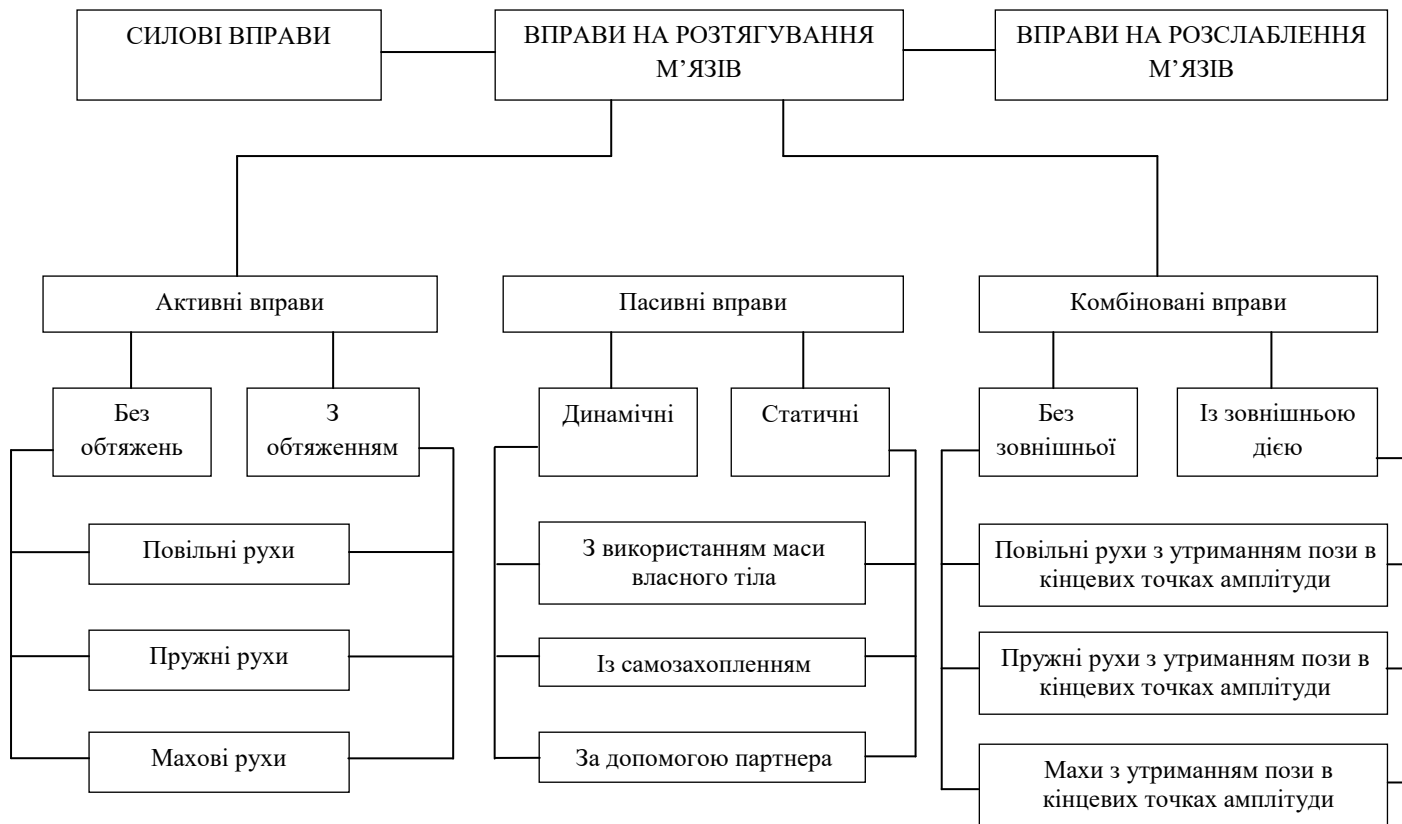 СИЛОВІ ВПРАВИ
ВПРАВИ НА РОЗТЯГУВАННЯ
М’ЯЗІВ
ВПРАВИ НА РОЗСЛАБЛЕННЯ
М’ЯЗІВ
Активні вправи
Пасивні вправи
Комбіновані вправи
Без
обтяжень
З
обтяженням
Динамічні
Статичні
Без
зовнішньої
Із зовнішньою
дією
Повільні рухи
З використанням маси
власного тіла
Повільні рухи з утриманням пози в
кінцевих точках амплітуди
Пружні рухи
Із самозахопленням
Пружні рухи з утриманням пози в
кінцевих точках амплітуди
Махові рухи
За допомогою партнера
Махи з утриманням пози в
кінцевих точках амплітуди